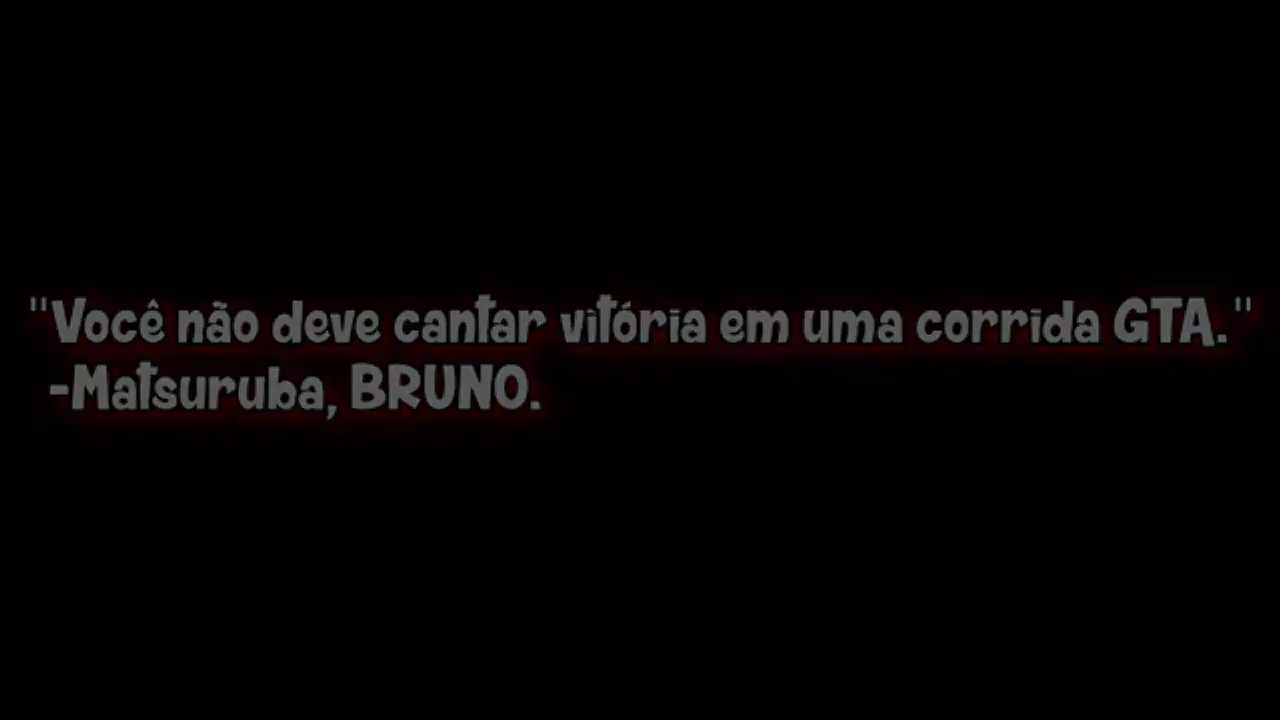 "Você não deve cantar vitória em uma corrida GTA."
-Matsuruba, BRUNO.